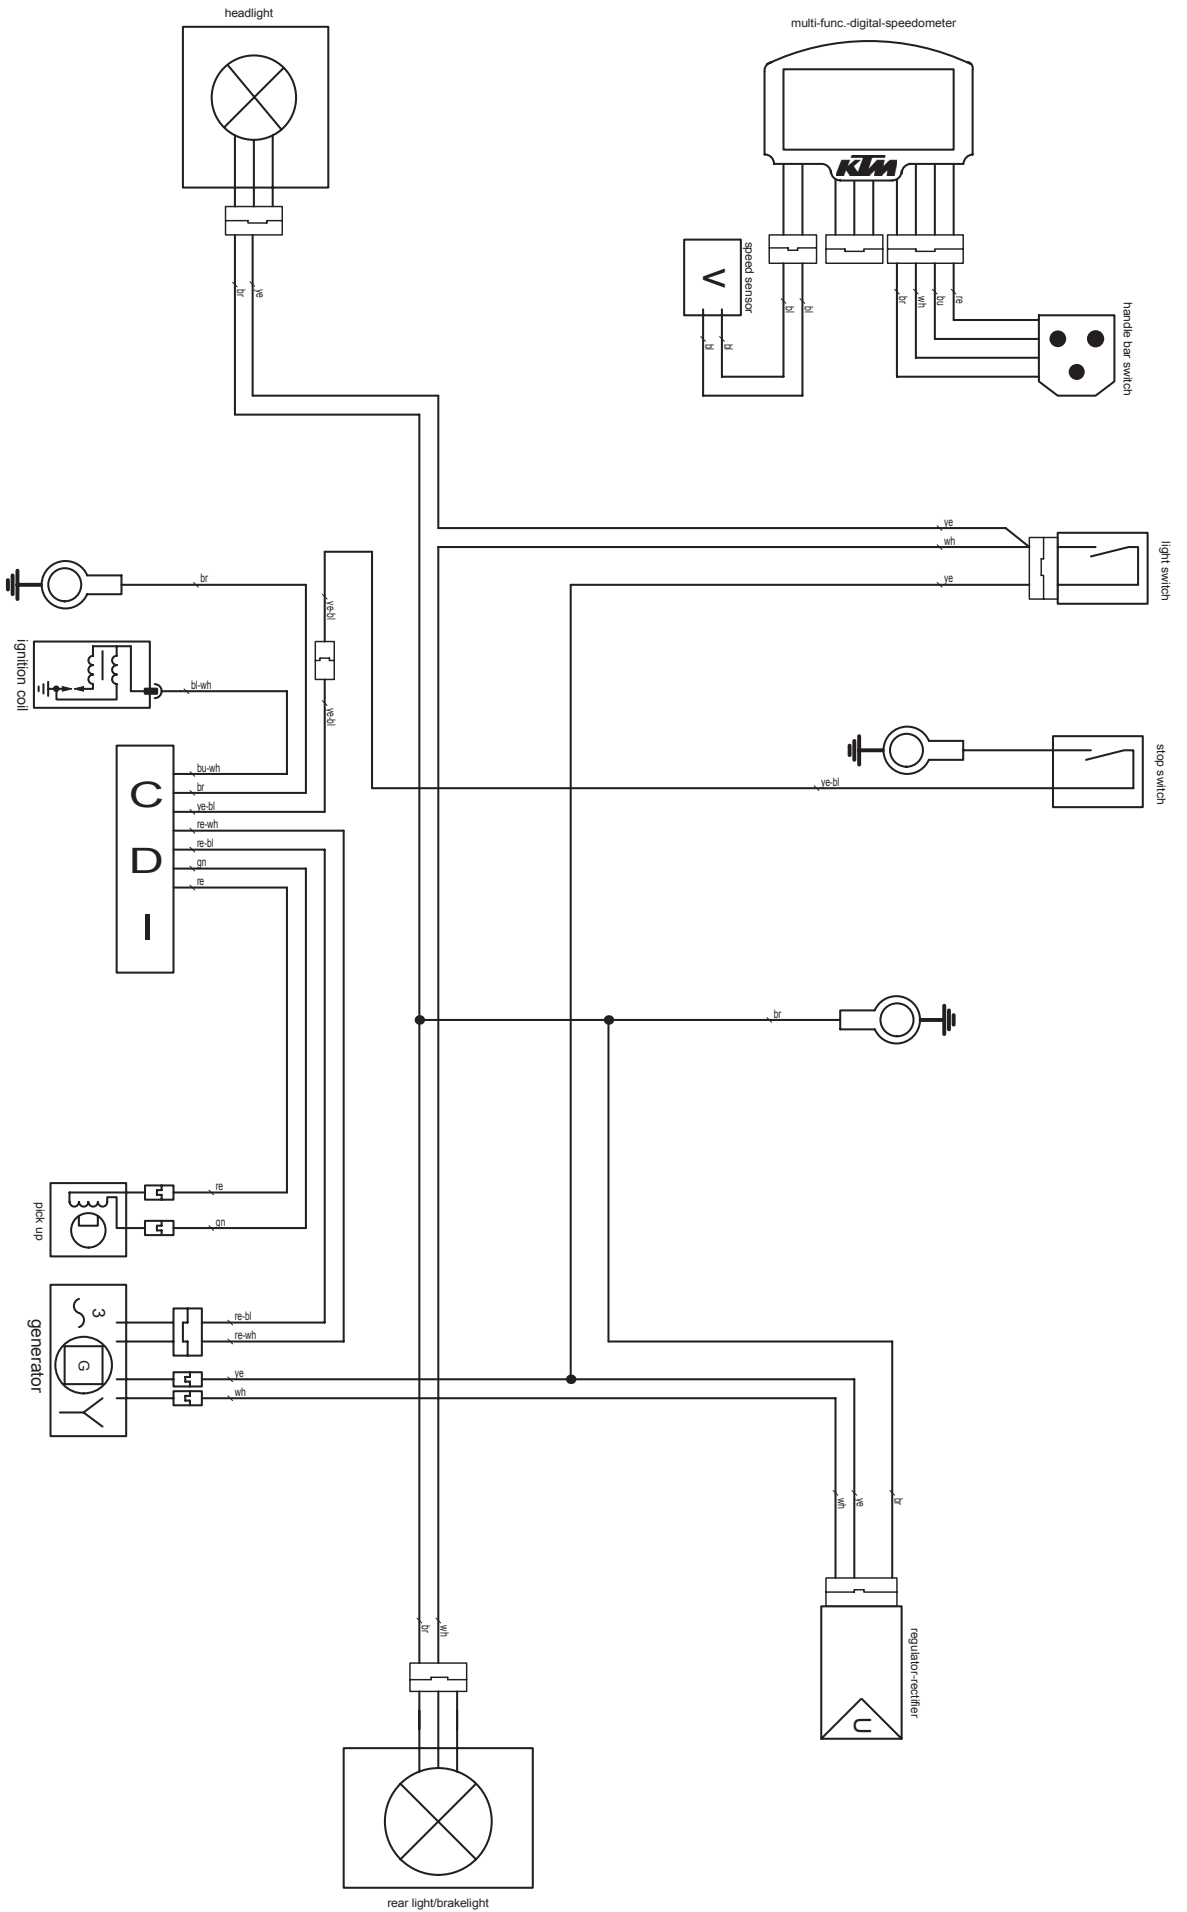 headlight
multi-func.-digital-speedometer
KTM
speed sensor
V
handle bar switch
br
ye
bl
bl
bl
bl
br
wh
bu
re
ye
wh
ye
light switch
br
ye-bl
ignition coil
bl-wh
ye-bl
stop switch
ye-bl
C
D
I
bu-wh
br
ye-bl
re-wh
re-bl
gn
re
br
pick up
re
gn
generator
3
G
re-bl
re-wh
ye
wh
wh
ye
br
regulator-rectifier
U
br
wh
rear light/brakelight